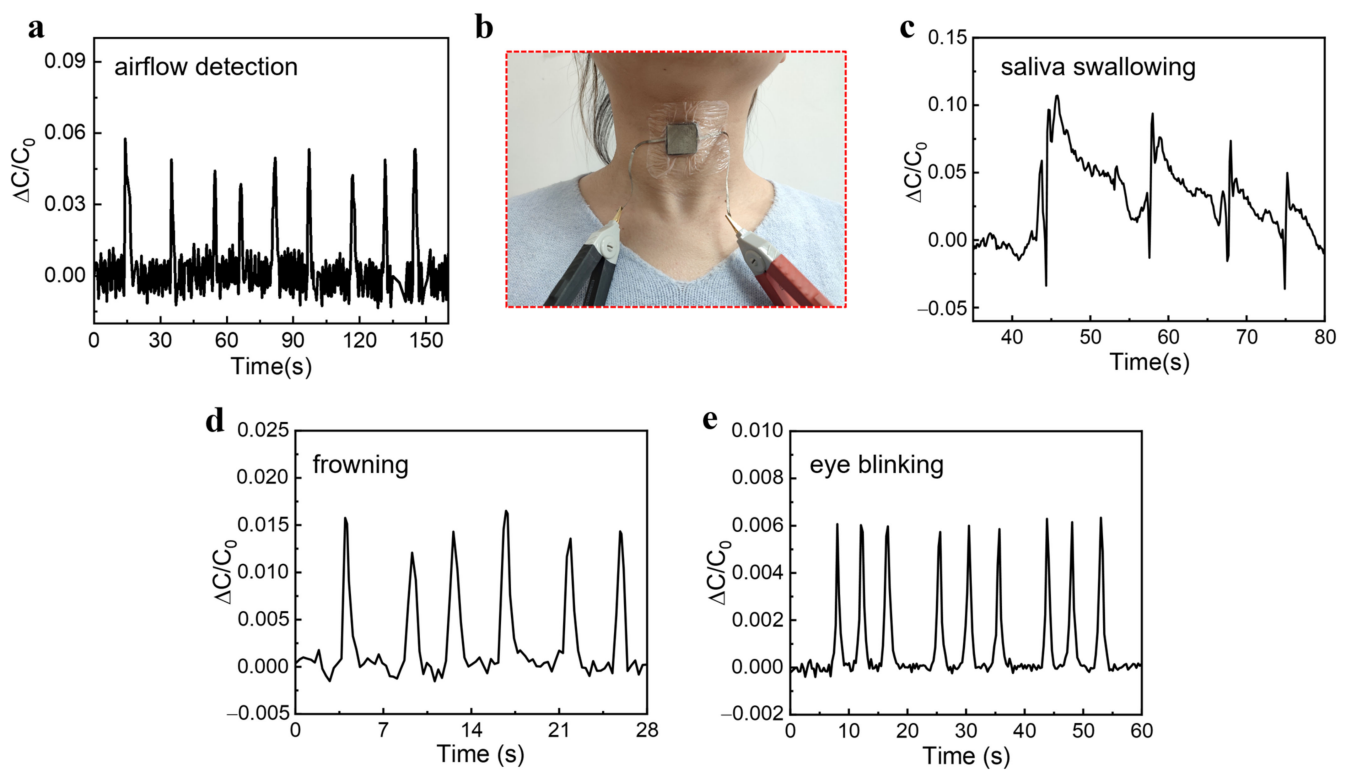 a
0.09
0.06
0.03
0.00
ΔC/C₀
airflow detection
0 30 60 90 120 150
Time(s)
b
c
0.15
0.10
0.05
0.00
−0.05
ΔC/C₀
saliva swallowing
40 50 60 70 80
Time(s)
d
0.025
0.020
0.015
0.010
0.005
0.000
−0.005
ΔC/C₀
frowning
0 7 14 21 28
Time (s)
e
0.010
0.008
0.006
0.004
0.002
0.000
−0.002
ΔC/C₀
eye blinking
0 10 20 30 40 50 60
Time (s)